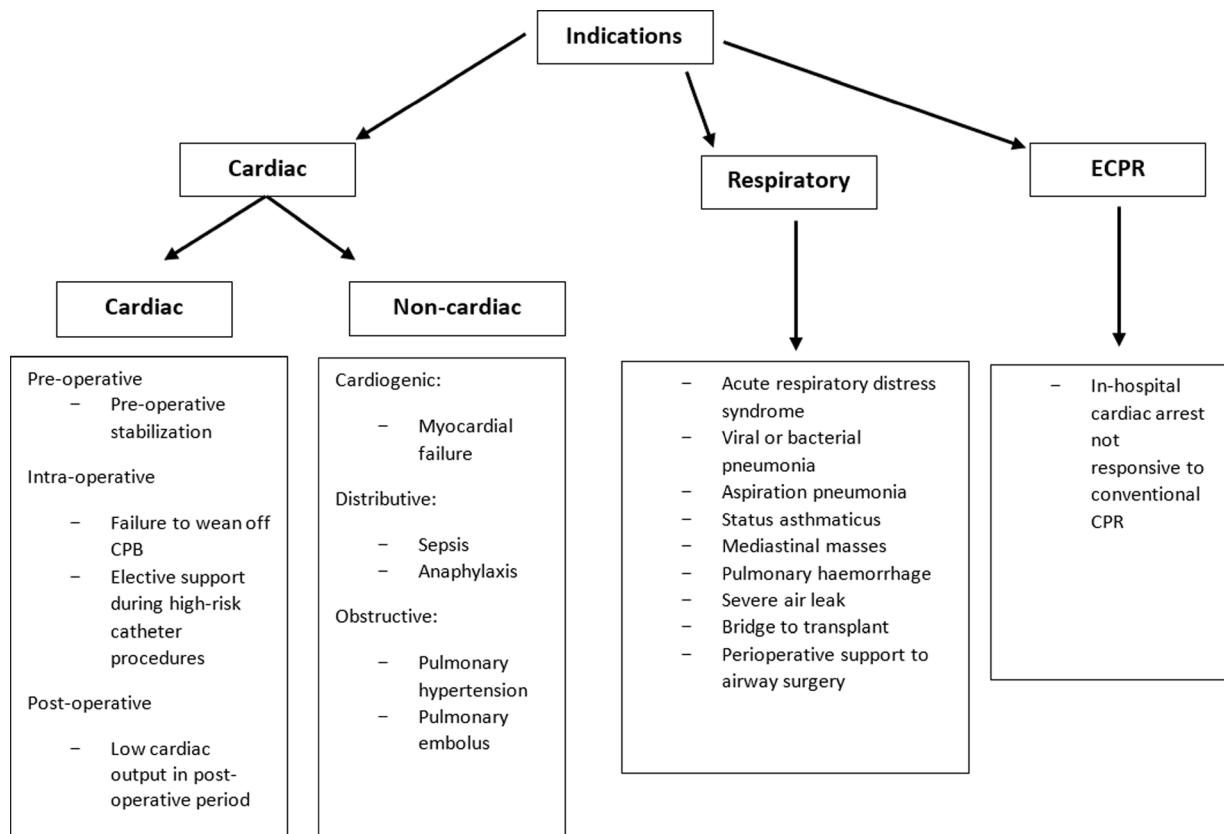 Indications
Cardiac
Respiratory
ECPR
Cardiac
Non-cardiac
Pre-operative
– Pre-operative
stabilization
Intra-operative
– Failure to wean off
CPB
– Elective support
during high-risk
catheter
procedures
Post-operative
– Low cardiac
output in post-
operative period
Cardiogenic:
– Myocardial
failure
Distributive:
– Sepsis
– Anaphylaxis
Obstructive:
– Pulmonary
hypertension
– Pulmonary
embolus
– Acute respiratory distress
syndrome
– Viral or bacterial
pneumonia
– Aspiration pneumonia
– Status asthmaticus
– Mediastinal masses
– Pulmonary haemorrhage
– Severe air leak
– Bridge to transplant
– Perioperative support to
airway surgery
– In-hospital
cardiac arrest
not
responsive to
conventional
CPR